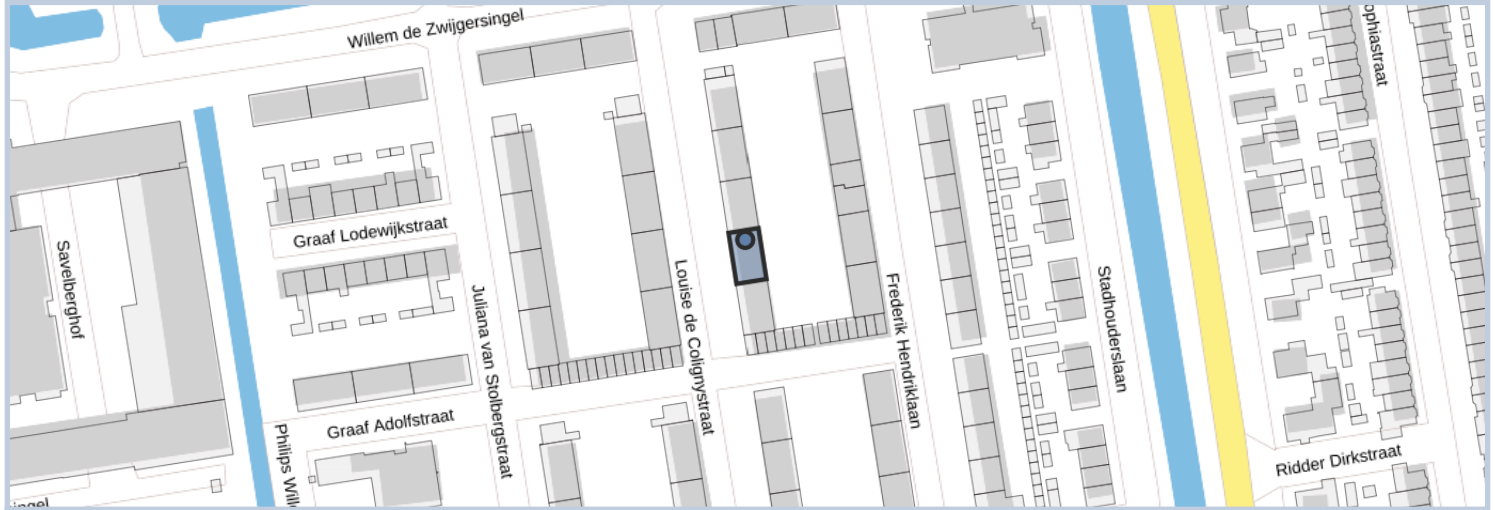 Willem de Zwijgersingel
ophiastraat
Graaf Lodewijkstraat
Savelberghof
Louise de Colignystraat
Frederik Hendriklaan
Stadhouderslaan
Juliana van Stolbergstraat
Graaf Adolfstraat
Philips Wille
Ridder Dirkstraat
ingel